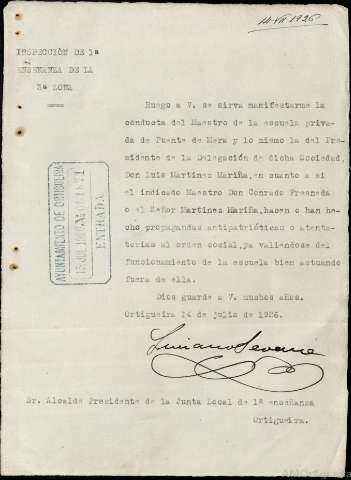 14-VII-1926
INSPECCIÓN DE 1ª
ENSEÑANZA DE LA
3ª ZONA
Ruego a V. se sirva manifestarme la
conducta del Maestro de la escuela priva-
da de Puente de Mera y lo mismo la del Pre-
sidente de la Delegación de dicha Sociedad,
Don Luis Martinez Mariña, en cuanto a si
el indicado Maestro Don Conrado Fresneda
o el Señor Martinez Mariña, hacen o han he-
cho propagandas antipatrióticas o atenta-
torias al orden social, ya valiéndose del
funcionamiento de la escuela bien actuando
fuera de ella.
Dios guarde a V. muchos años.
Ortigueira 14 de julio de 1926.
AYUNTAMIENTO DE ORTIGUEIRA
ENTRADA
Sr. Alcalde Presidente de la Junta Local de 1ª enseñanza
Ortigueira.